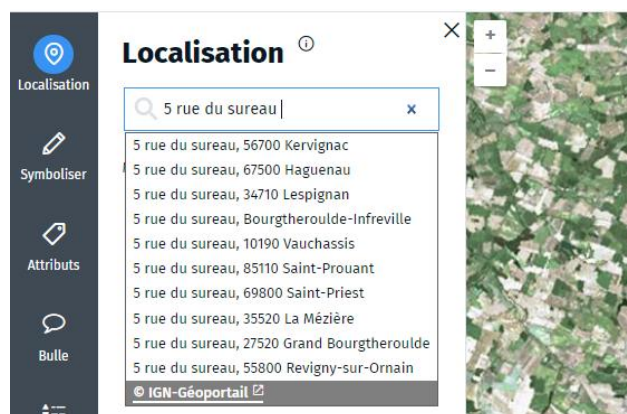 Localisation
Symboliser
Attributs
Bulle
Localisation
5 rue du sureau
5 rue du sureau, 56700 Kervignac
5 rue du sureau, 67500 Haguenau
5 rue du sureau, 34710 Lespignan
5 rue du sureau, Bourgtheroulde-Infreville
5 rue du sureau, 10190 Vauchassis
5 rue du sureau, 85110 Saint-Prouant
5 rue du sureau, 69800 Saint-Priest
5 rue du sureau, 35520 La Mézière
5 rue du sureau, 27520 Grand Bourgtheroulde
5 rue du sureau, 55800 Revigny-sur-Ornain
© IGN-Géoportail